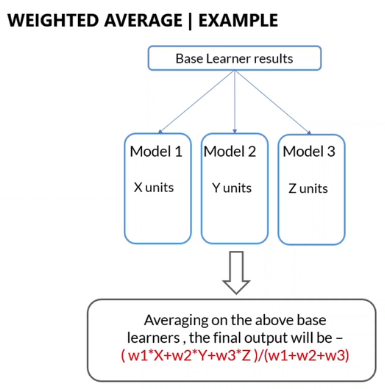 WEIGHTED AVERAGE | EXAMPLE
Base Learner results
Model 1
X units
Model 2
Y units
Model 3
Z units
Averaging on the above base
learners , the final output will be –
( w1*X+w2*Y+w3*Z )/(w1+w2+w3)